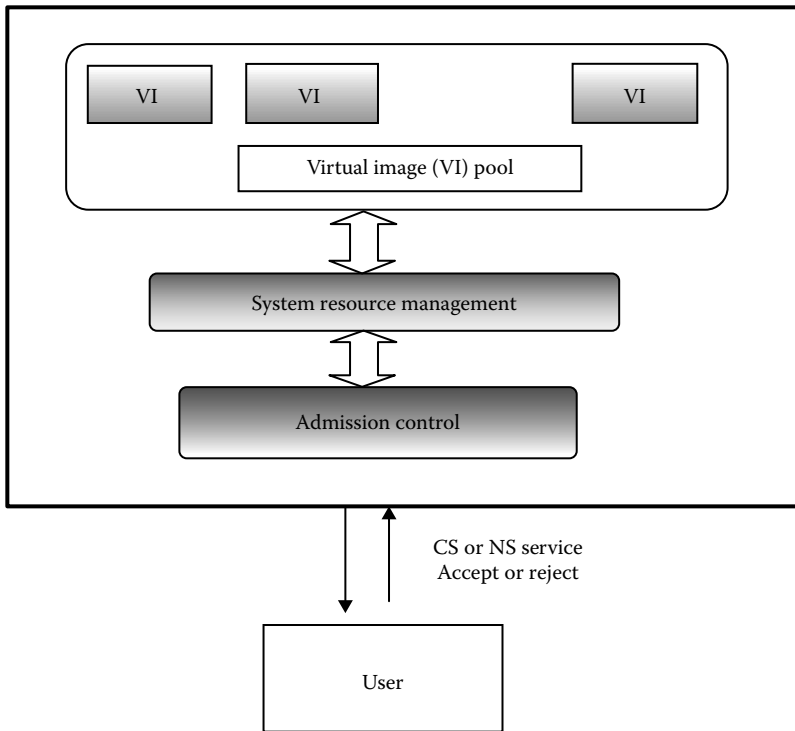 VI
VI
VI
Virtual image (VI) pool
System resource management
Admission control
CS or NS service
Accept or reject
User